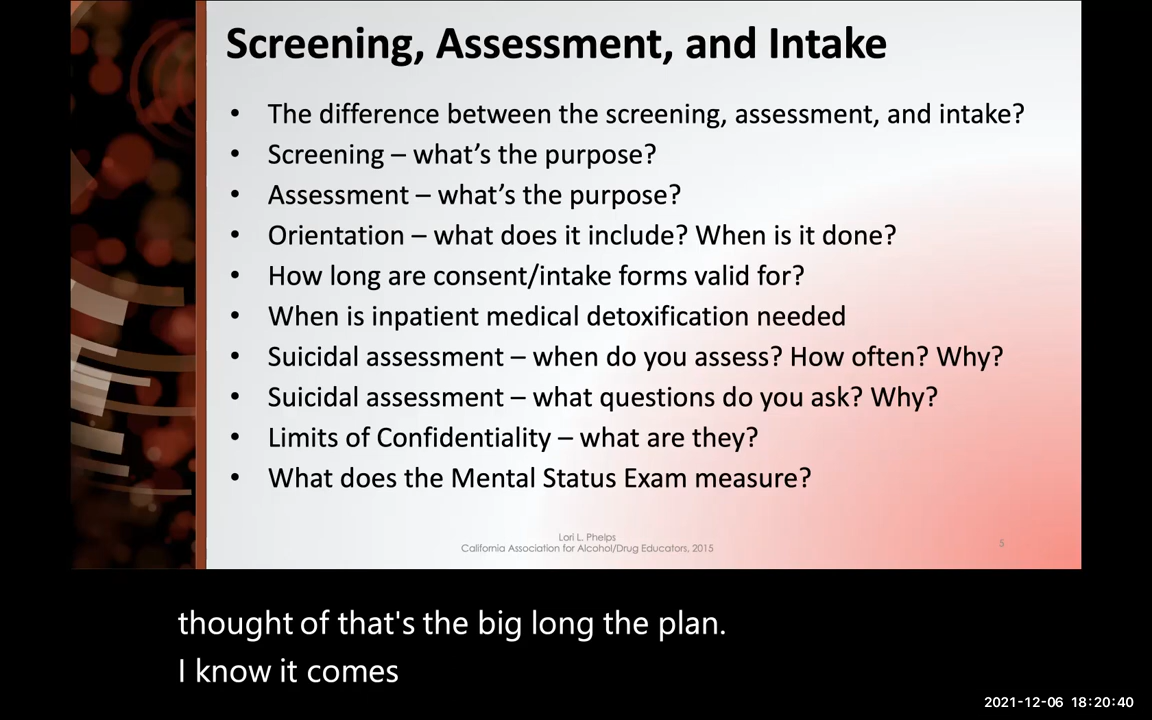 Screening, Assessment, and Intake
• The difference between the screening, assessment, and intake?
• Screening – what's the purpose?
• Assessment – what's the purpose?
• Orientation – what does it include? When is it done?
• How long are consent/intake forms valid for?
• When is inpatient medical detoxification needed
• Suicidal assessment – when do you assess? How often? Why?
• Suicidal assessment – what questions do you ask? Why?
• Limits of Confidentiality – what are they?
• What does the Mental Status Exam measure?
Lori L. Phelps
California Association for Alcohol/Drug Educators, 2015
5
thought of that's the big long the plan.
I know it comes
2021-12-06 18:20:40